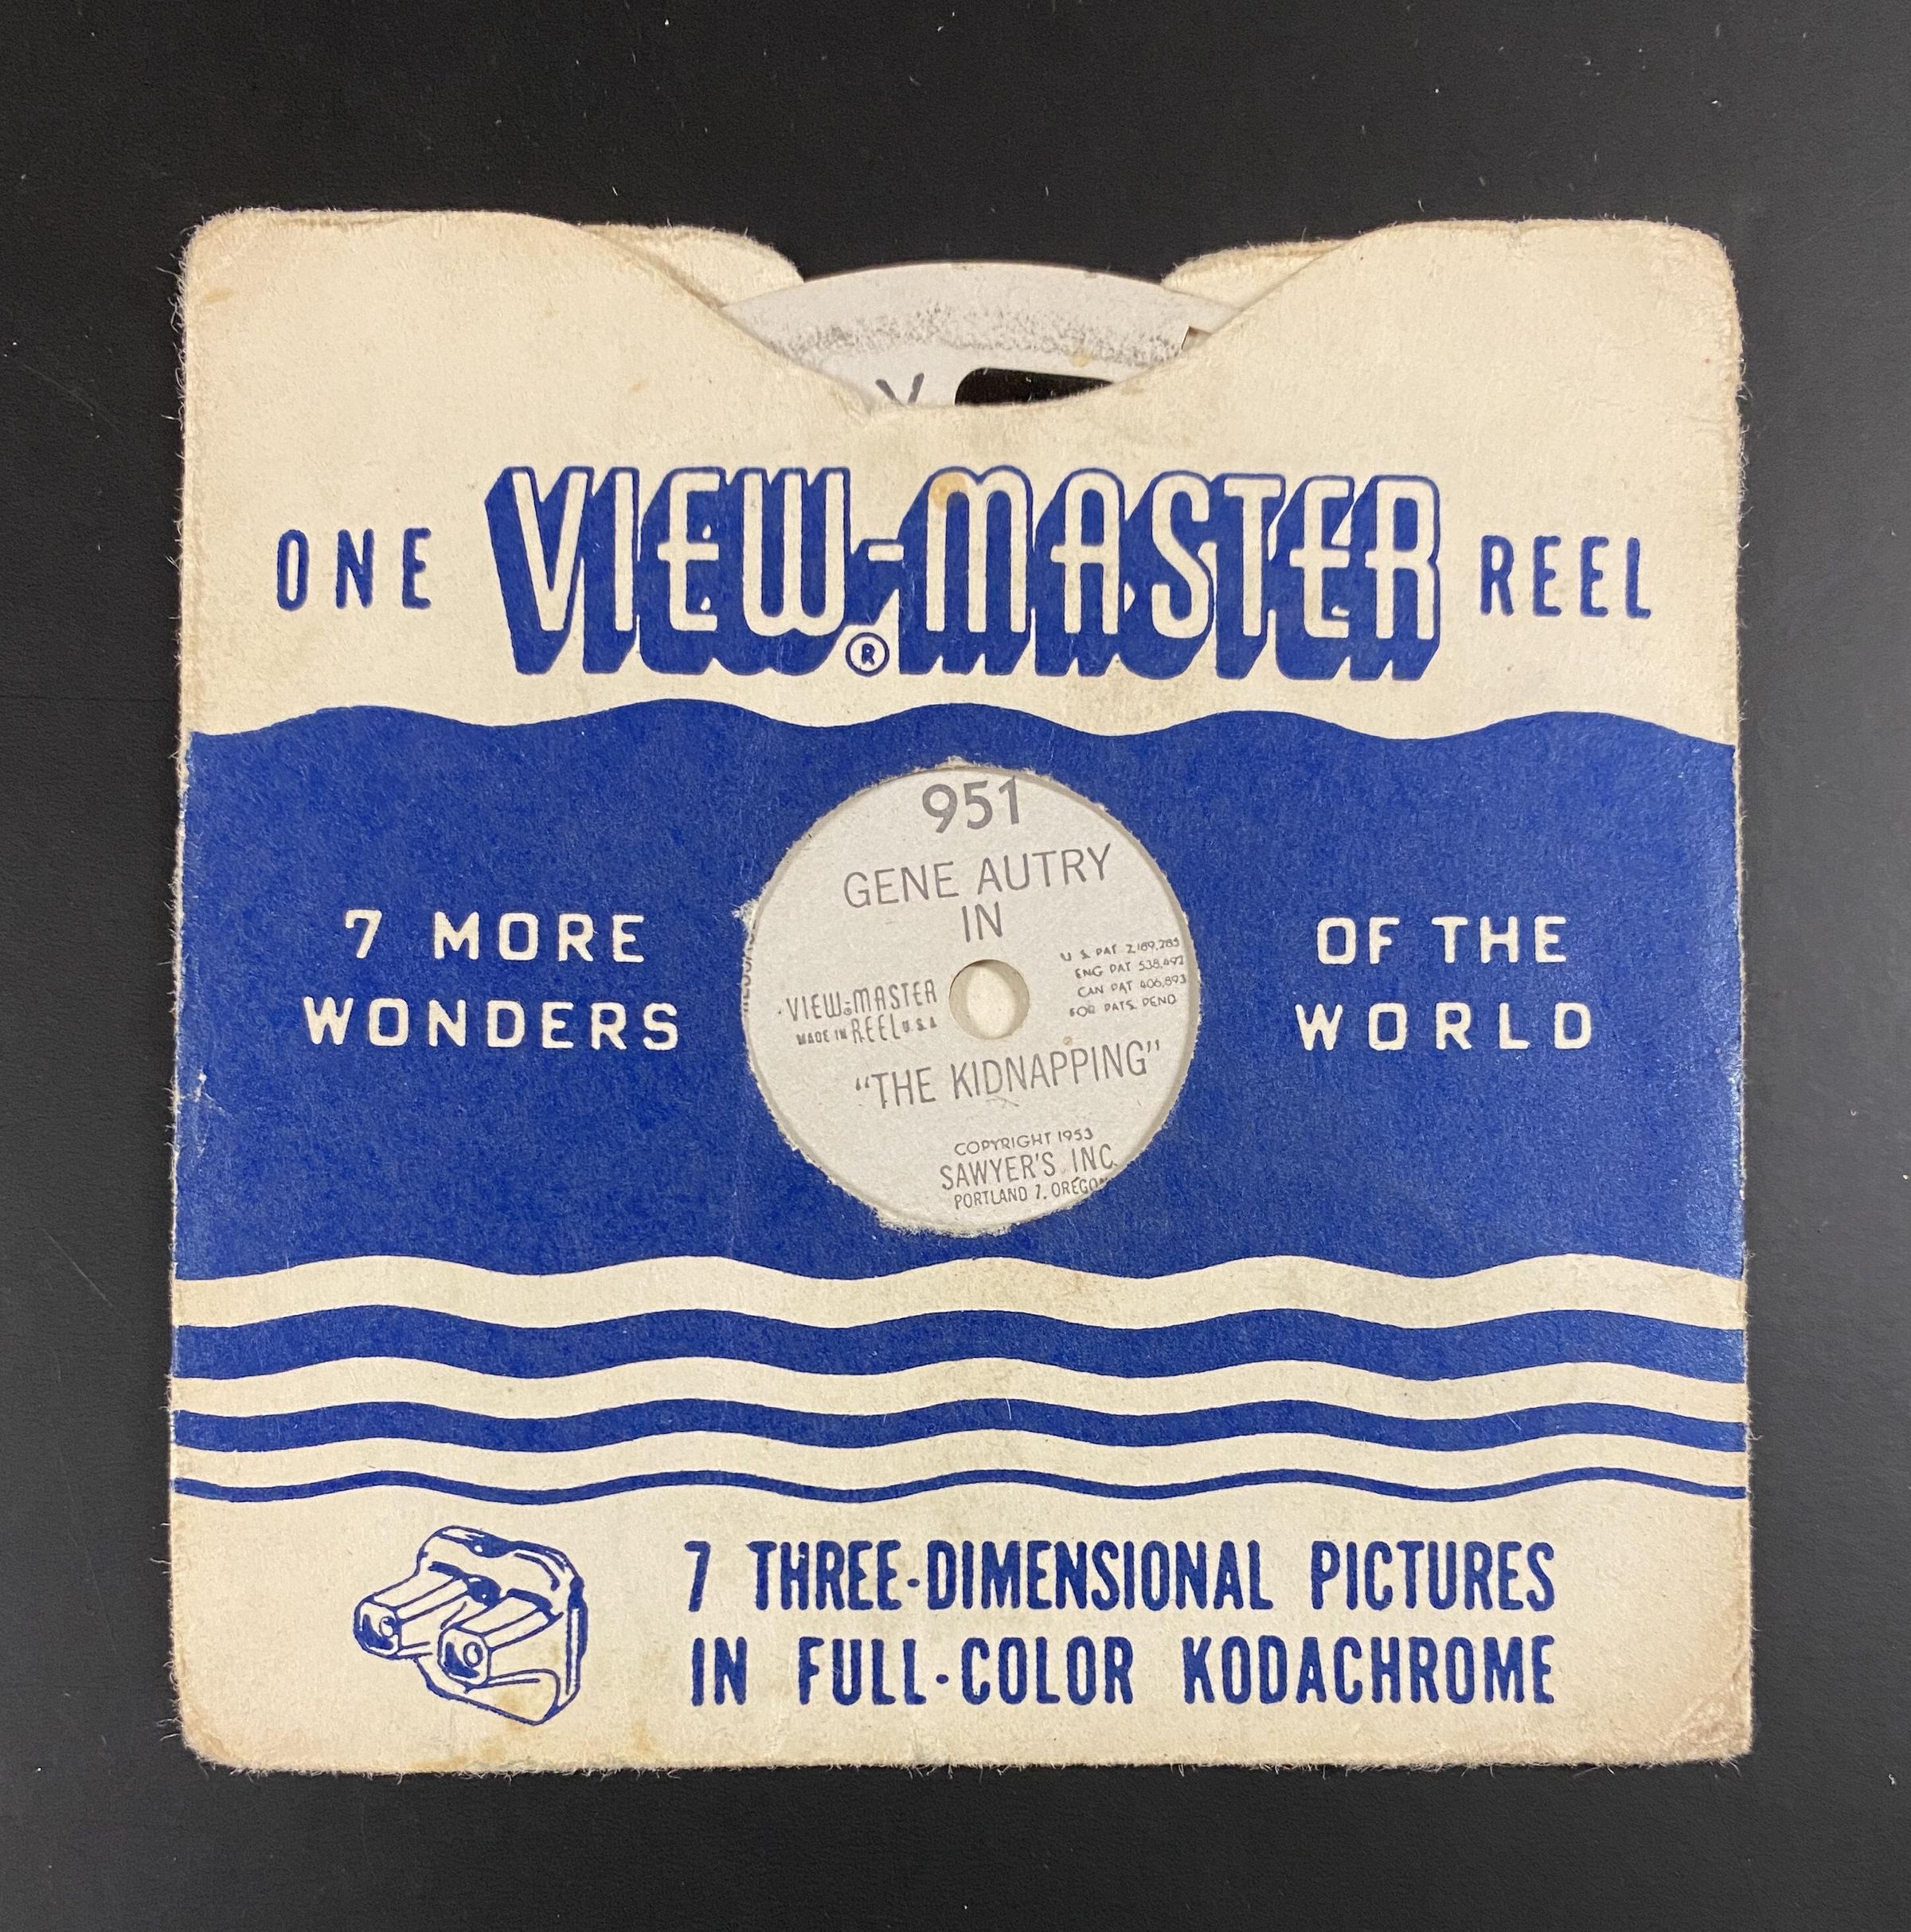 ONE VIEW-MASTER® REEL
7 MORE
WONDERS
951
GENE AUTRY
IN
VIEW-MASTER
MADE IN REEL U.S.A.
U S PAT 2,189,285
ENG PAT 538,492
CAN PAT 406,893
FOR PATS. PEND.
"THE KIDNAPPING"
COPYRIGHT 1953
SAWYER'S, INC.
PORTLAND 7, OREGON
OF THE
WORLD
7 THREE-DIMENSIONAL PICTURES
IN FULL-COLOR KODACHROME